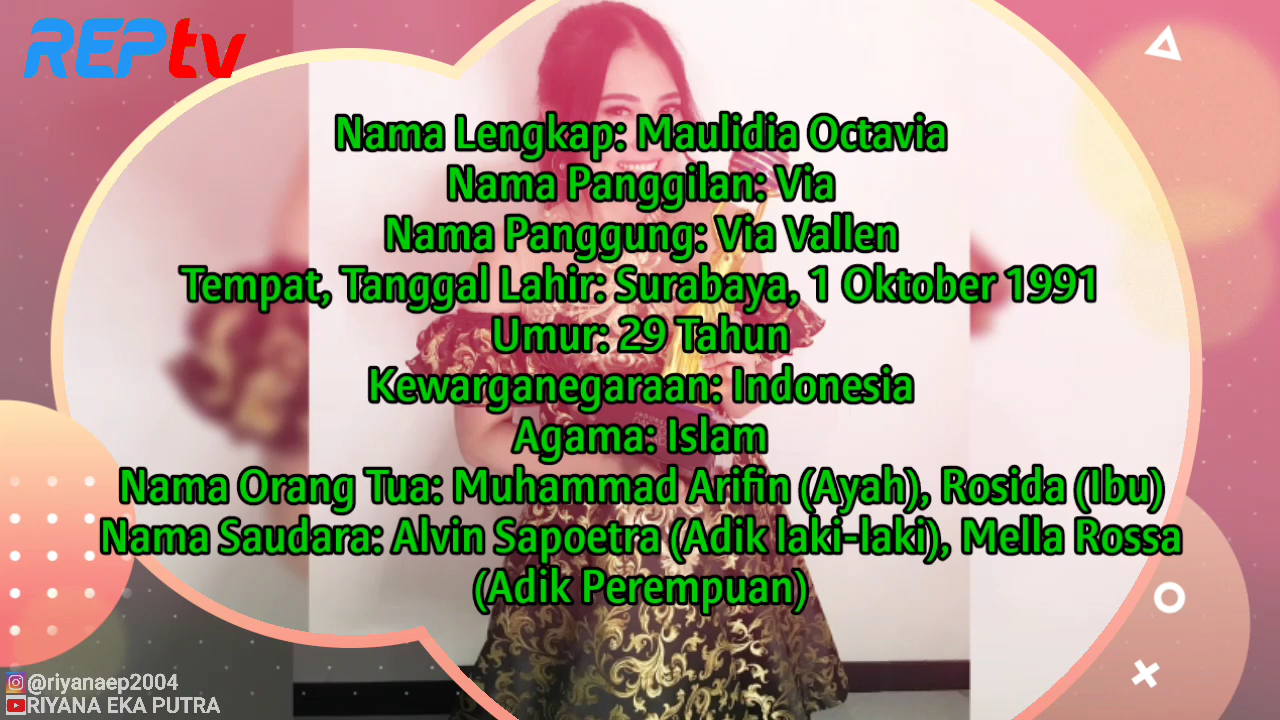 REPtv
Nama Lengkap: Maulidia Octavia
Nama Panggilan: Via
Nama Panggung: Via Vallen
Tempat, Tanggal Lahir: Surabaya, 1 Oktober 1991
Umur: 29 Tahun
Kewarganegaraan: Indonesia
Agama: Islam
Nama Orang Tua: Muhammad Arifin (Ayah), Rosida (Ibu)
Nama Saudara: Alvin Sapoetra (Adik laki-laki), Mella Rossa
(Adik Perempuan)
@riyanaep2004
RIYANA EKA PUTRA